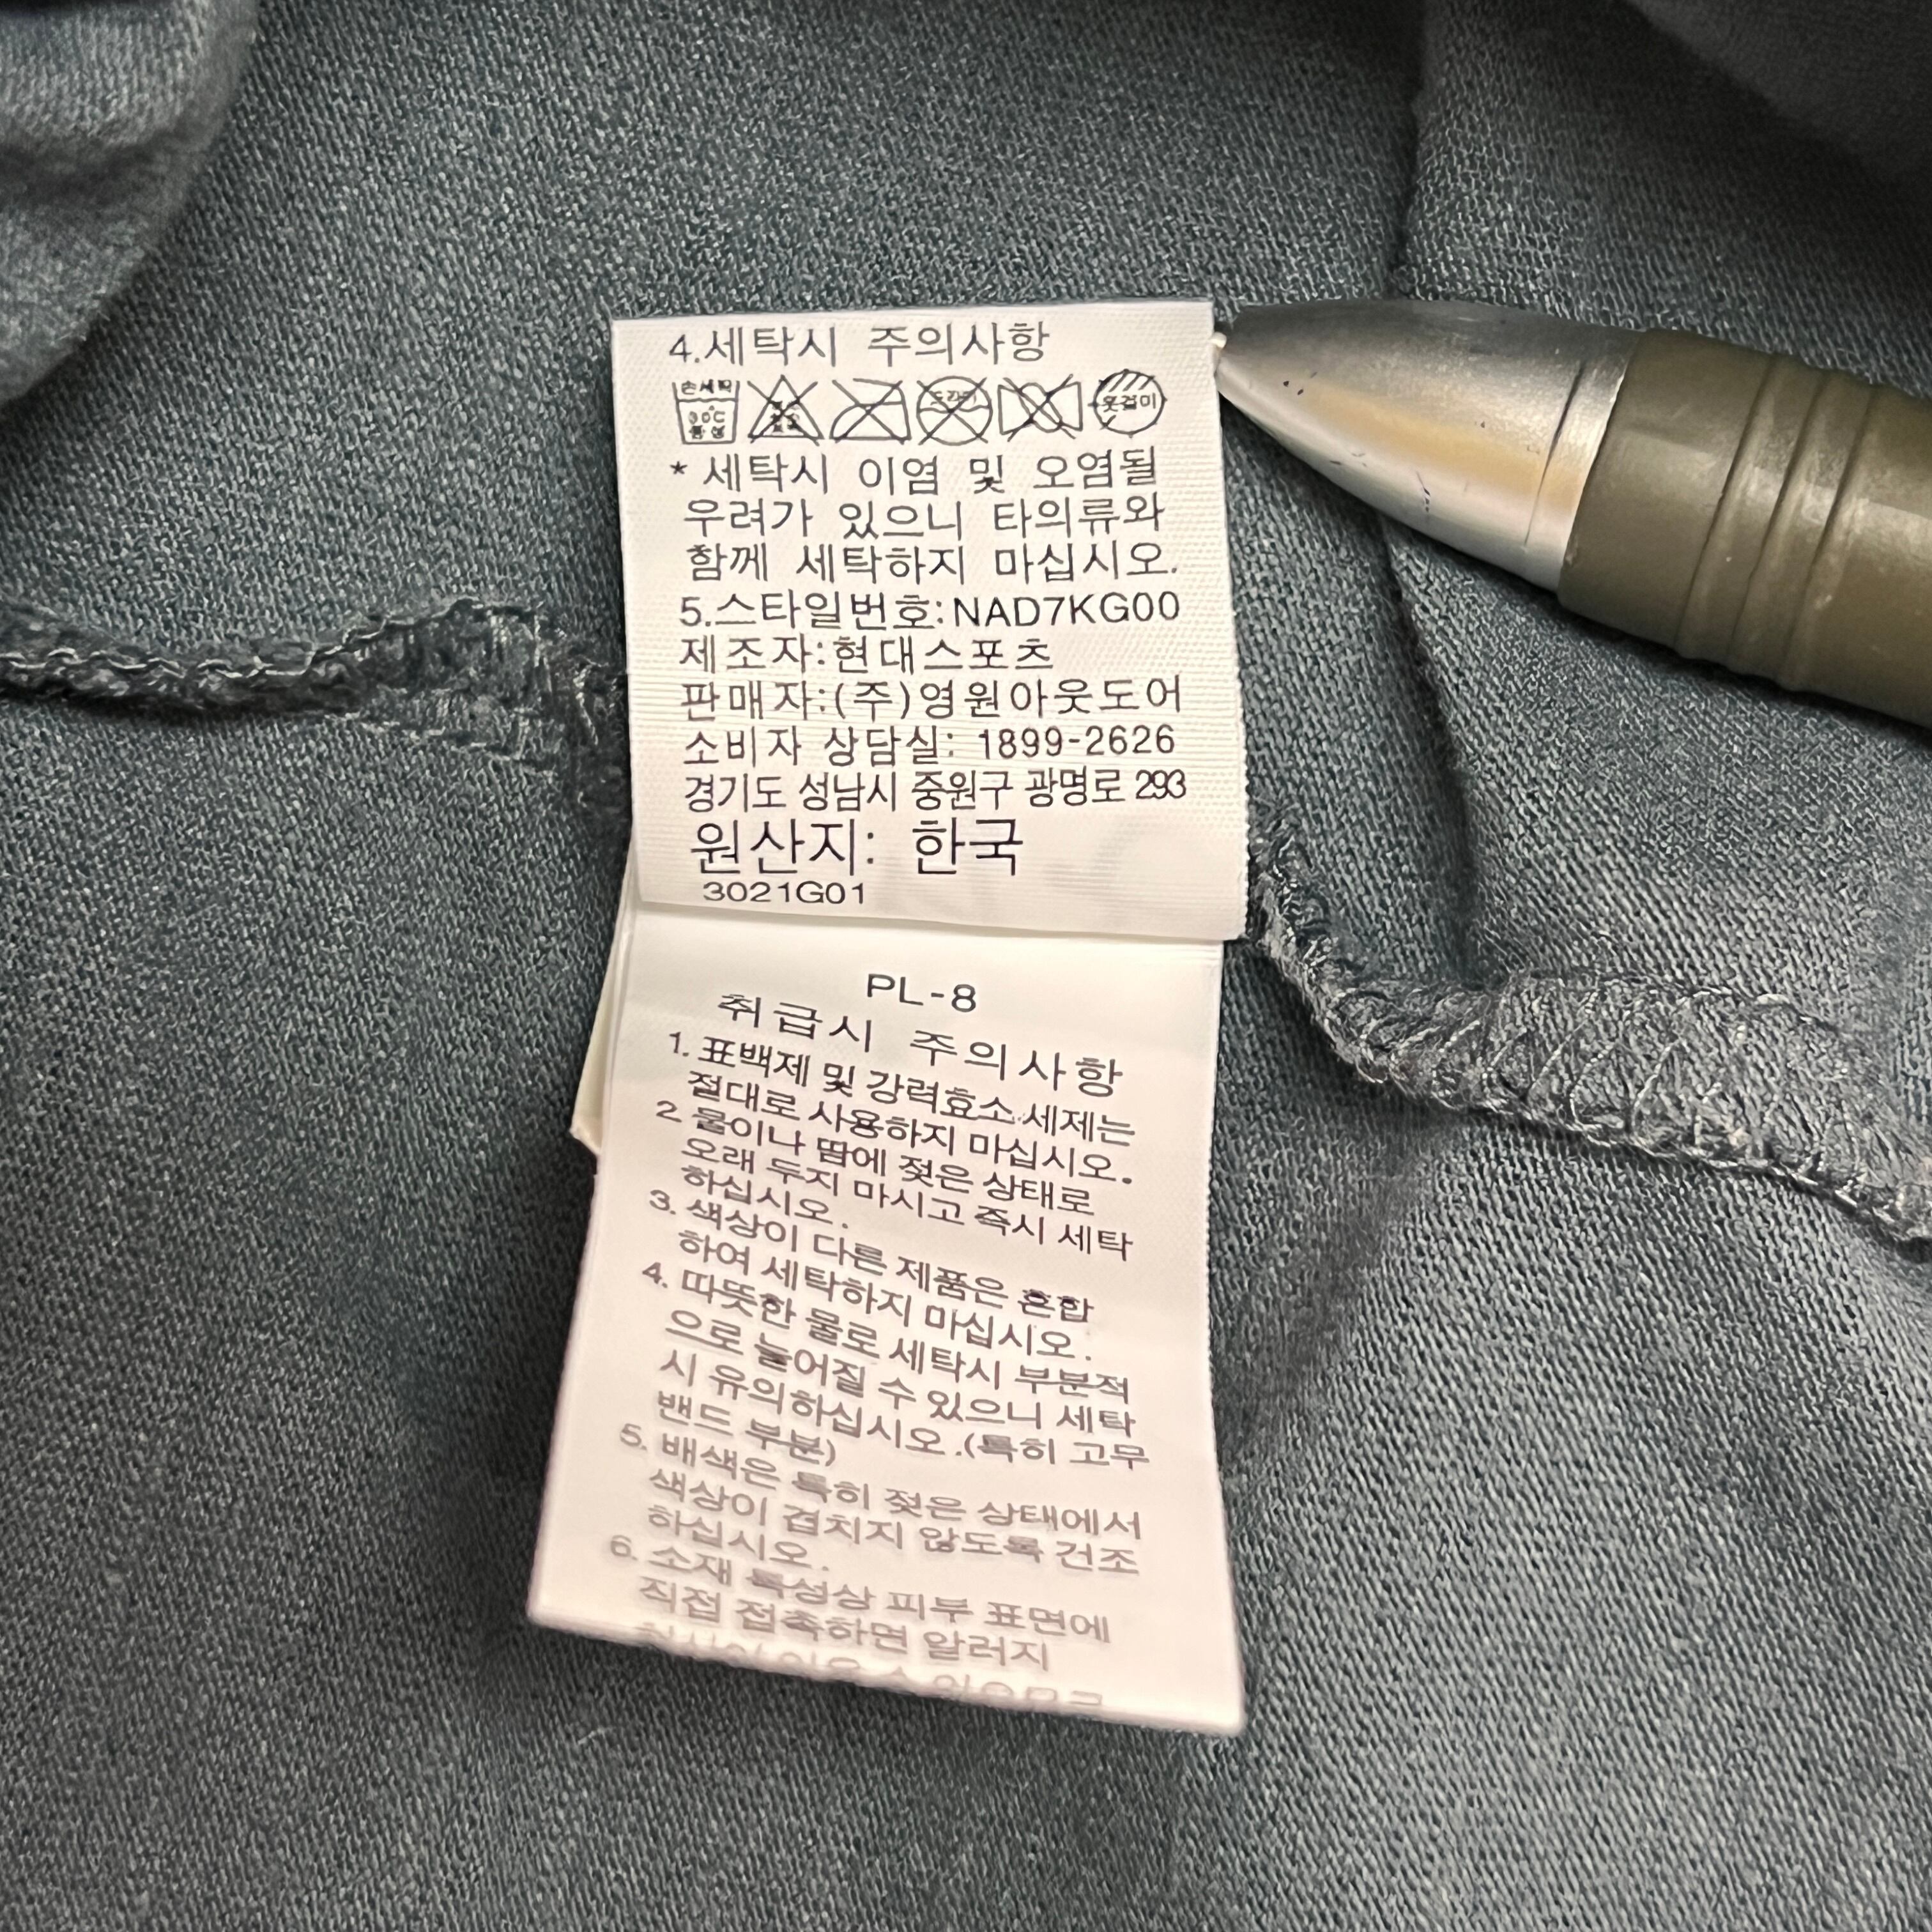 4.세탁시 주의사항
손세탁
30℃
중성
옷걸이
* 세탁시 이염 및 오염될
우려가 있으니 타의류와
함께 세탁하지 마십시오.
5.스타일번호:NAD7KG00
제조자:현대스포츠
판매자:(주)영원아웃도어
소비자 상담실: 1899-2626
경기도 성남시 중원구 광명로 293
원산지: 한국
3021G01
PL-8
취급시 주의사항
1. 표백제 및 강력효소 세제는
절대로 사용하지 마십시오.
2 물이나 땀에 젖은 상태로
오래 두지 마시고 즉시 세탁
하십시오.
3. 색상이 다른 제품은 혼합
하여 세탁하지 마십시오.
4. 따뜻한 물로 세탁시 부분적
으로 늘어질 수 있으니 세탁
시 유의하십시오.(특히 고무
밴드 부분)
5. 배색은 특히 젖은 상태에서
색상이 겹치지 않도록 건조
하십시오.
6. 소재 특성상 피부 표면에
직접 접촉하면 알러지